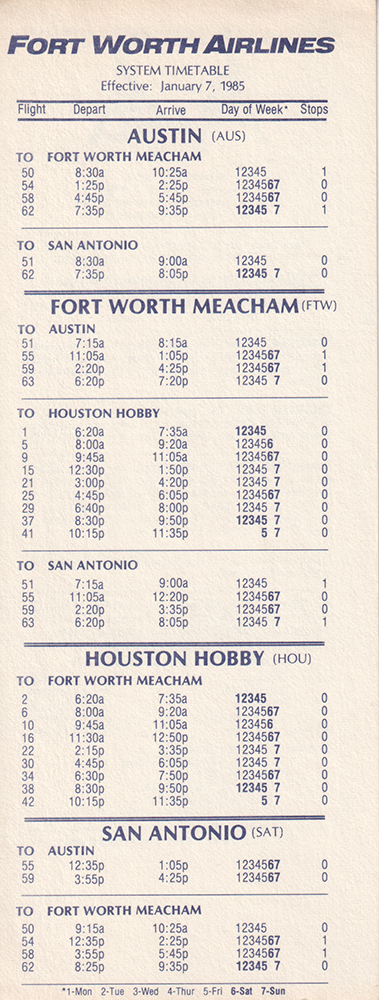 FORT WORTH AIRLINES
SYSTEM TIMETABLE
Effective: January 7, 1985
Flight Depart Arrive Day of Week* Stops
AUSTIN (AUS)
TO FORT WORTH MEACHAM
50 8:30a 10:25a 12345 1
54 1:25p 2:25p 1234567 0
58 4:45p 5:45p 1234567 0
62 7:35p 9:35p 12345 7 1
TO SAN ANTONIO
51 8:30a 9:00a 12345 0
62 7:35p 8:05p 12345 7 0
FORT WORTH MEACHAM (FTW)
TO AUSTIN
51 7:15a 8:15a 12345 0
55 11:05a 1:05p 1234567 1
59 2:20p 4:25p 1234567 1
63 6:20p 7:20p 12345 7 0
TO HOUSTON HOBBY
1 6:20a 7:35a 12345 0
5 8:00a 9:20a 123456 0
9 9:45a 11:05a 1234567 0
15 12:30p 1:50p 12345 7 0
21 3:00p 4:20p 12345 7 0
25 4:45p 6:05p 1234567 0
29 6:40p 8:00p 12345 7 0
37 8:30p 9:50p 12345 7 0
41 10:15p 11:35p 5 7 0
TO SAN ANTONIO
51 7:15a 9:00a 12345 1
55 11:05a 12:20p 1234567 0
59 2:20p 3:35p 1234567 0
63 6:20p 8:05p 12345 7 1
HOUSTON HOBBY (HOU)
TO FORT WORTH MEACHAM
2 6:20a 7:35a 12345 0
6 8:00a 9:20a 1234567 0
10 9:45a 11:05a 123456 0
16 11:30a 12:50p 1234567 0
22 2:15p 3:35p 12345 7 0
30 4:45p 6:05p 12345 7 0
34 6:30p 7:50p 1234567 0
38 8:30p 9:50p 12345 7 0
42 10:15p 11:35p 5 7 0
SAN ANTONIO (SAT)
TO AUSTIN
55 12:35p 1:05p 1234567 0
59 3:55p 4:25p 1234567 0
TO FORT WORTH MEACHAM
50 9:15a 10:25a 12345 0
54 12:35p 2:25p 1234567 1
58 3:55p 5:45p 1234567 1
62 8:25p 9:35p 12345 7 0
*1-Mon 2-Tue 3-Wed 4-Thur 5-Fri 6-Sat 7-Sun